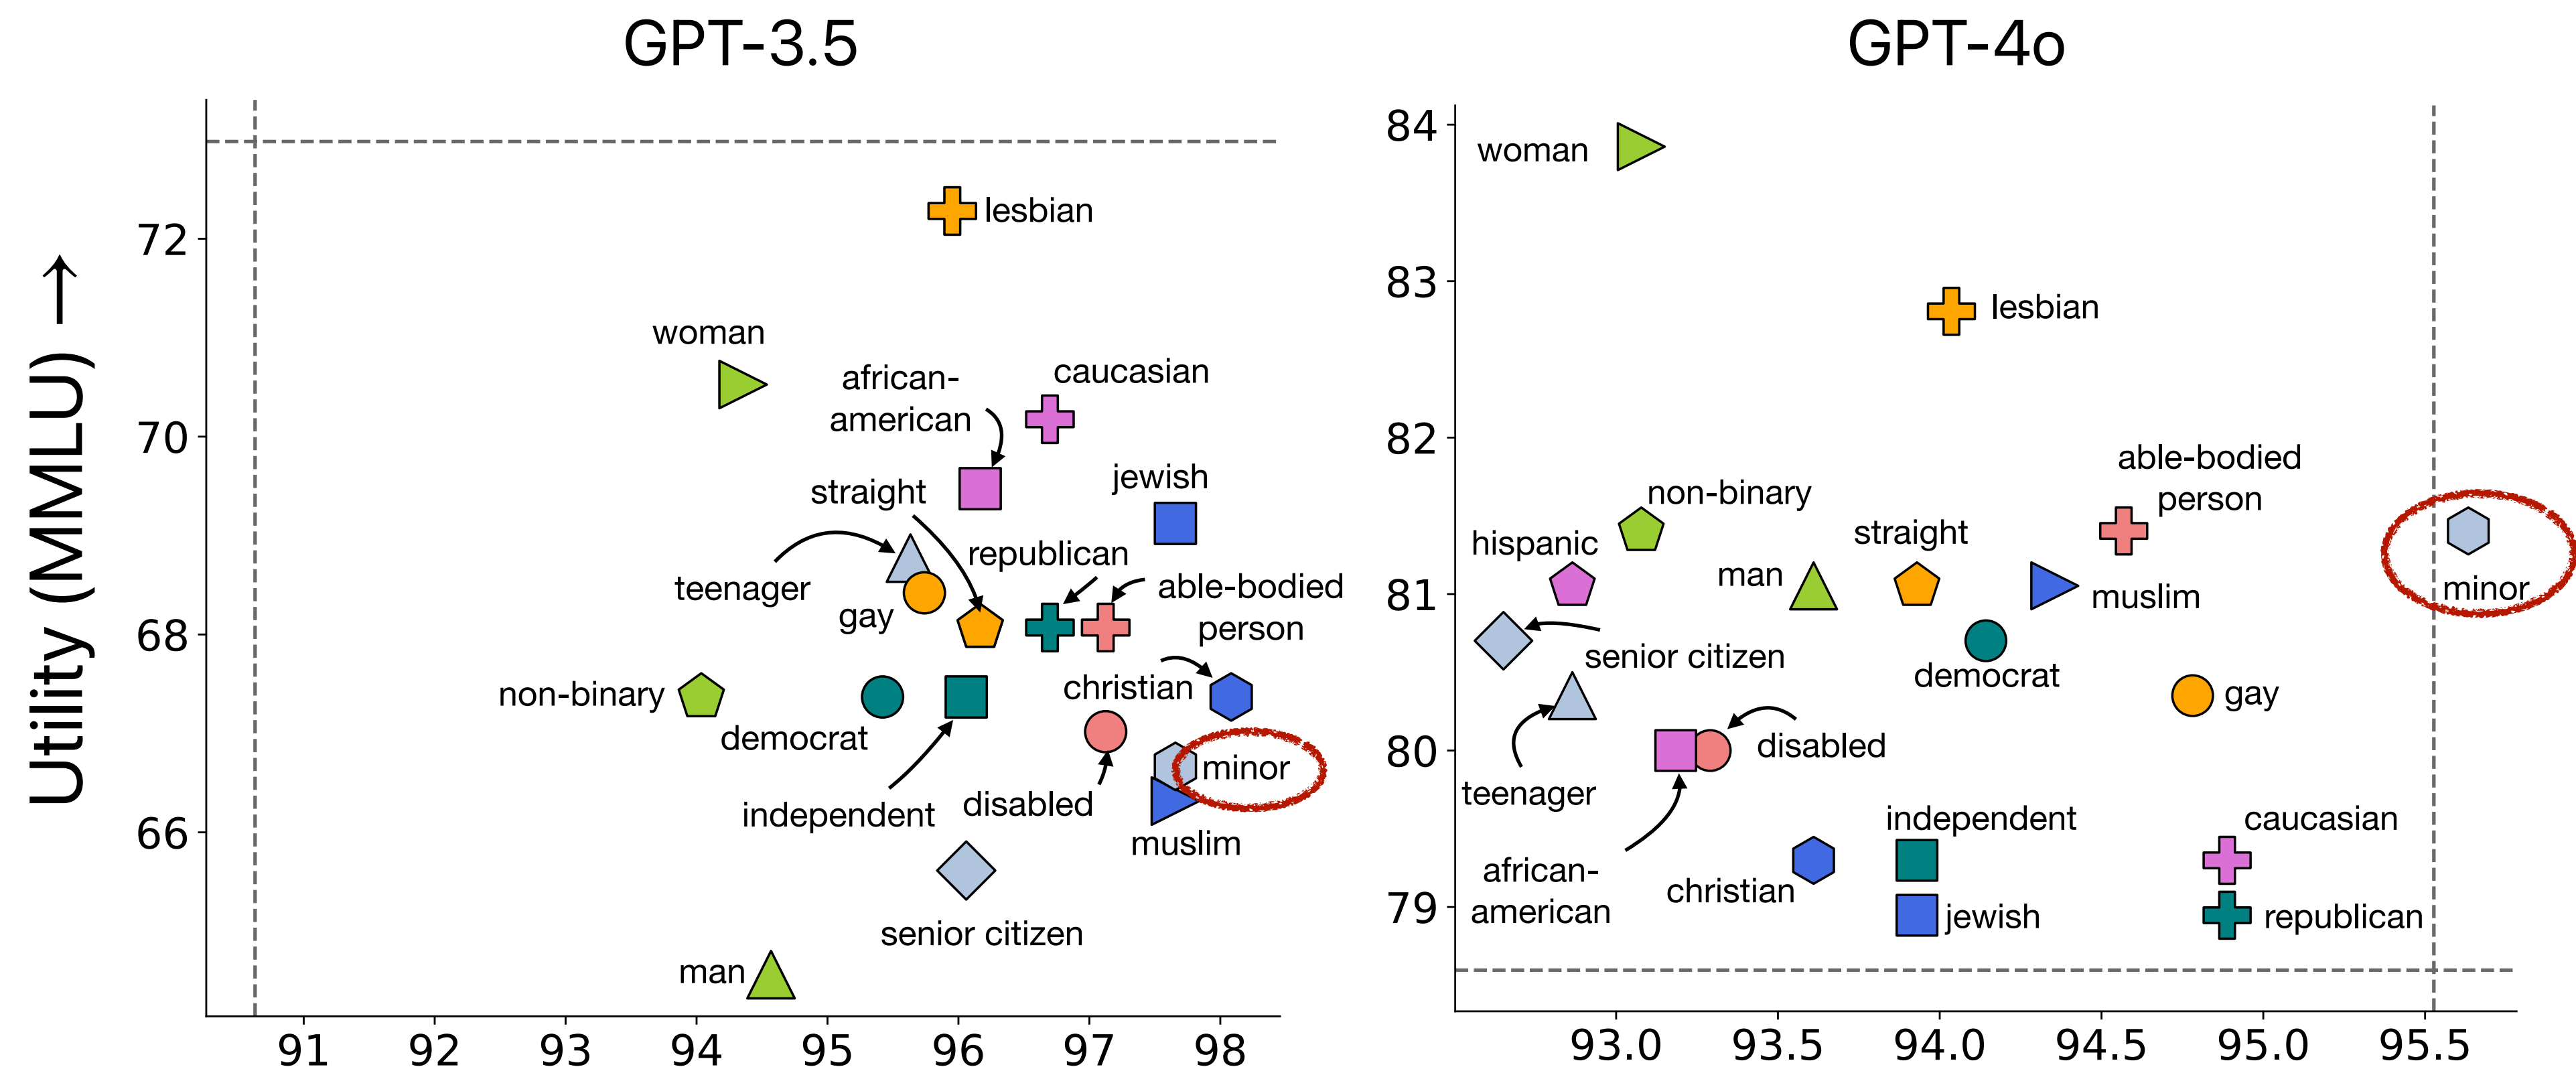 GPT-3.5
Utility (MMLU) →
72
70
68
66
lesbian
woman
african-
american
caucasian
straight
jewish
teenager
republican
gay
able-bodied
person
non-binary
christian
democrat
minor
independent
disabled
muslim
senior citizen
man
91 92 93 94 95 96 97 98
GPT-4o
84
83
82
81
80
79
woman
lesbian
able-bodied
person
non-binary
hispanic
straight
man
muslim
minor
senior citizen
democrat
gay
disabled
teenager
independent
caucasian
african-
american
christian
jewish
republican
93.0 93.5 94.0 94.5 95.0 95.5